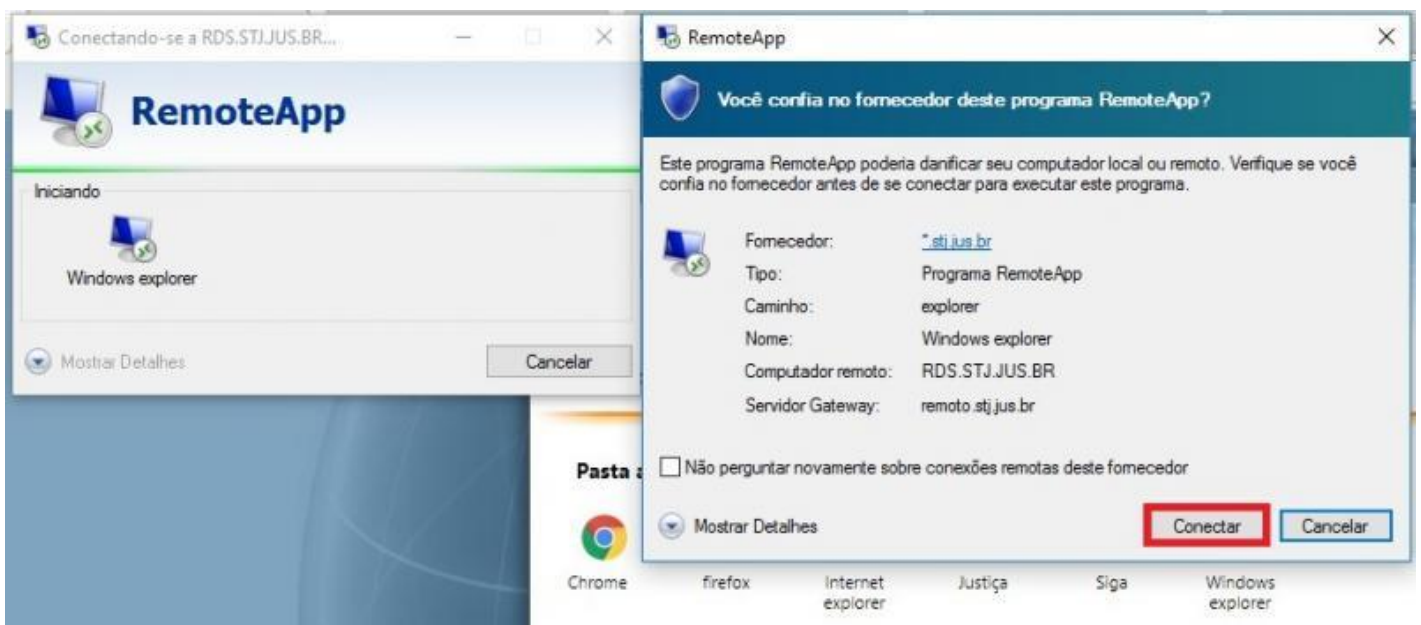 Conectando-se a RDS.STJ.JUS.BR...
RemoteApp
Iniciando
Windows explorer
Mostrar Detalhes
Cancelar
RemoteApp
Você confia no fornecedor deste programa RemoteApp?
Este programa RemoteApp poderia danificar seu computador local ou remoto. Verifique se você
confia no fornecedor antes de se conectar para executar este programa.
Fornecedor: *.stj.jus.br
Tipo: Programa RemoteApp
Caminho: explorer
Nome: Windows explorer
Computador remoto: RDS.STJ.JUS.BR
Servidor Gateway: remoto.stj.jus.br
Não perguntar novamente sobre conexões remotas deste fornecedor
Mostrar Detalhes
Conectar
Cancelar
Pasta
Chrome
firefox
Internet
explorer
Justiça
Siga
Windows
explorer